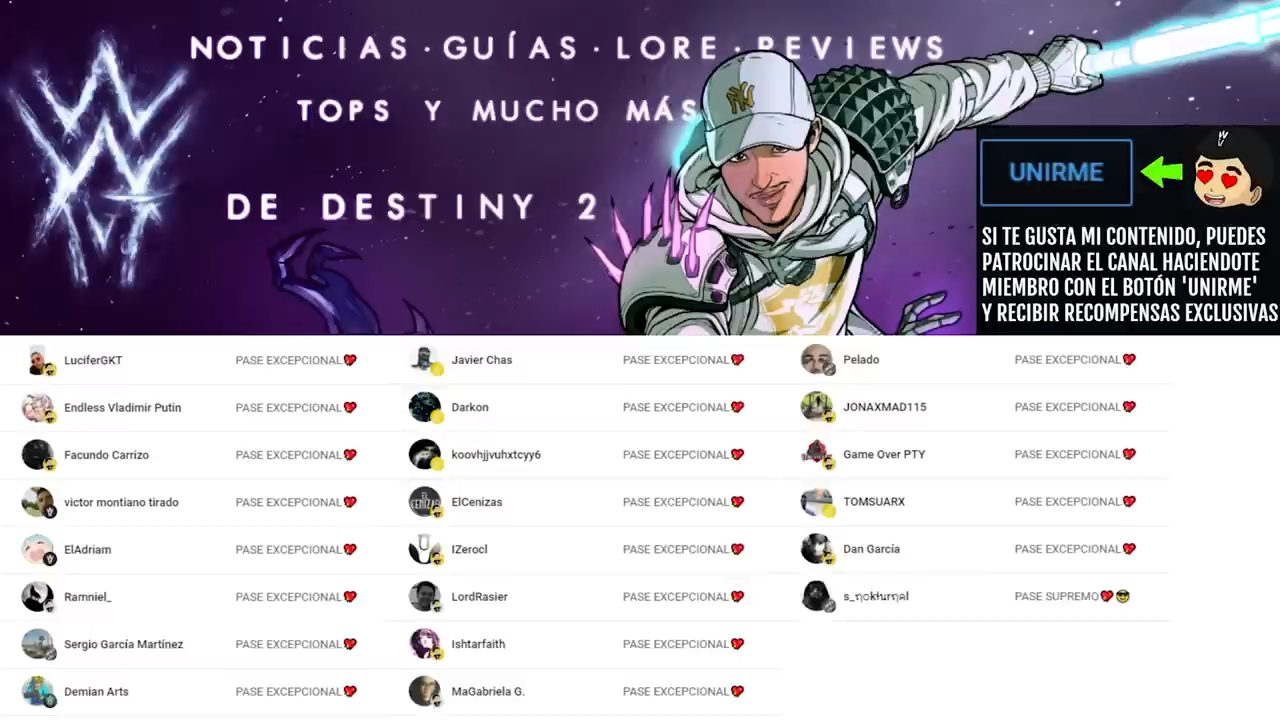 NOTICIAS · GUÍAS · LORE · REVIEWS
TOPS Y MUCHO MÁS
DE DESTINY 2
UNIRME
SI TE GUSTA MI CONTENIDO, PUEDES
PATROCINAR EL CANAL HACIENDOTE
MIEMBRO CON EL BOTÓN 'UNIRME'
Y RECIBIR RECOMPENSAS EXCLUSIVAS
LuciferGKT PASE EXCEPCIONAL
Endless Vladimir Putin PASE EXCEPCIONAL
Facundo Carrizo PASE EXCEPCIONAL
victor montiano tirado PASE EXCEPCIONAL
ElAdriam PASE EXCEPCIONAL
Ramniel_ PASE EXCEPCIONAL
Sergio García Martínez PASE EXCEPCIONAL
Demian Arts PASE EXCEPCIONAL
Javier Chas PASE EXCEPCIONAL
Darkon PASE EXCEPCIONAL
koovhjjvuhxtcyy6 PASE EXCEPCIONAL
ElCenizas PASE EXCEPCIONAL
IZerocl PASE EXCEPCIONAL
LordRasier PASE EXCEPCIONAL
Ishtarfaith PASE EXCEPCIONAL
MaGabriela G. PASE EXCEPCIONAL
Pelado PASE EXCEPCIONAL
JONAXMAD115 PASE EXCEPCIONAL
Game Over PTY PASE EXCEPCIONAL
TOMSUARX PASE EXCEPCIONAL
Dan García PASE EXCEPCIONAL
PASE SUPREMO